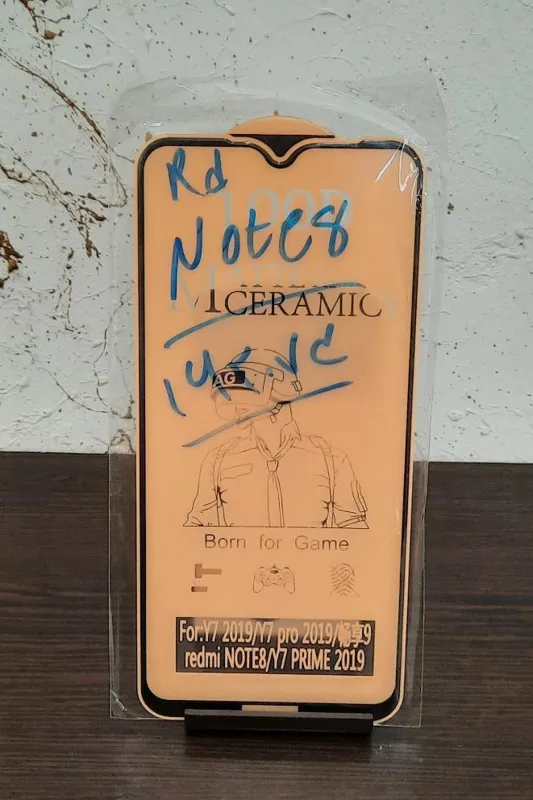 Rd
Note8
CERAMIC
AG
Born for Game
For:Y7 2019/Y7 pro 2019/畅享9
redmi NOTE8/Y7 PRIME 2019